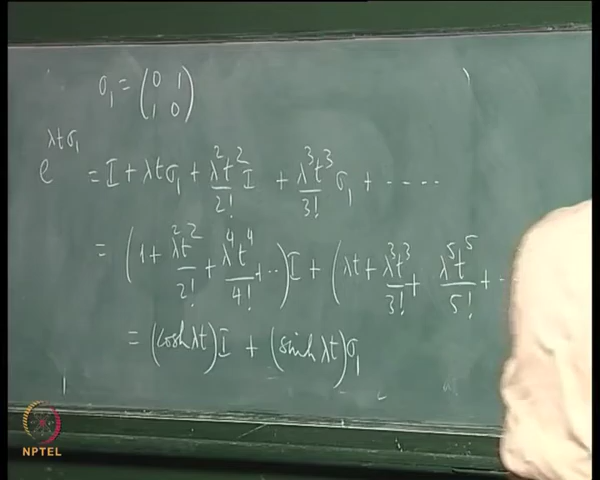 σ₁ = (0 1
1 0)
e^{λtσ₁} = I + λtσ₁ + λ²t²/2! I + λ³t³/3! σ₁ + ----
= (1 + λ²t²/2! + λ⁴t⁴/4! + ··) I + (λt + λ³t³/3! + λ⁵t⁵/5! + ··
= (cosh λt) I + (sinh λt) σ₁
NPTEL